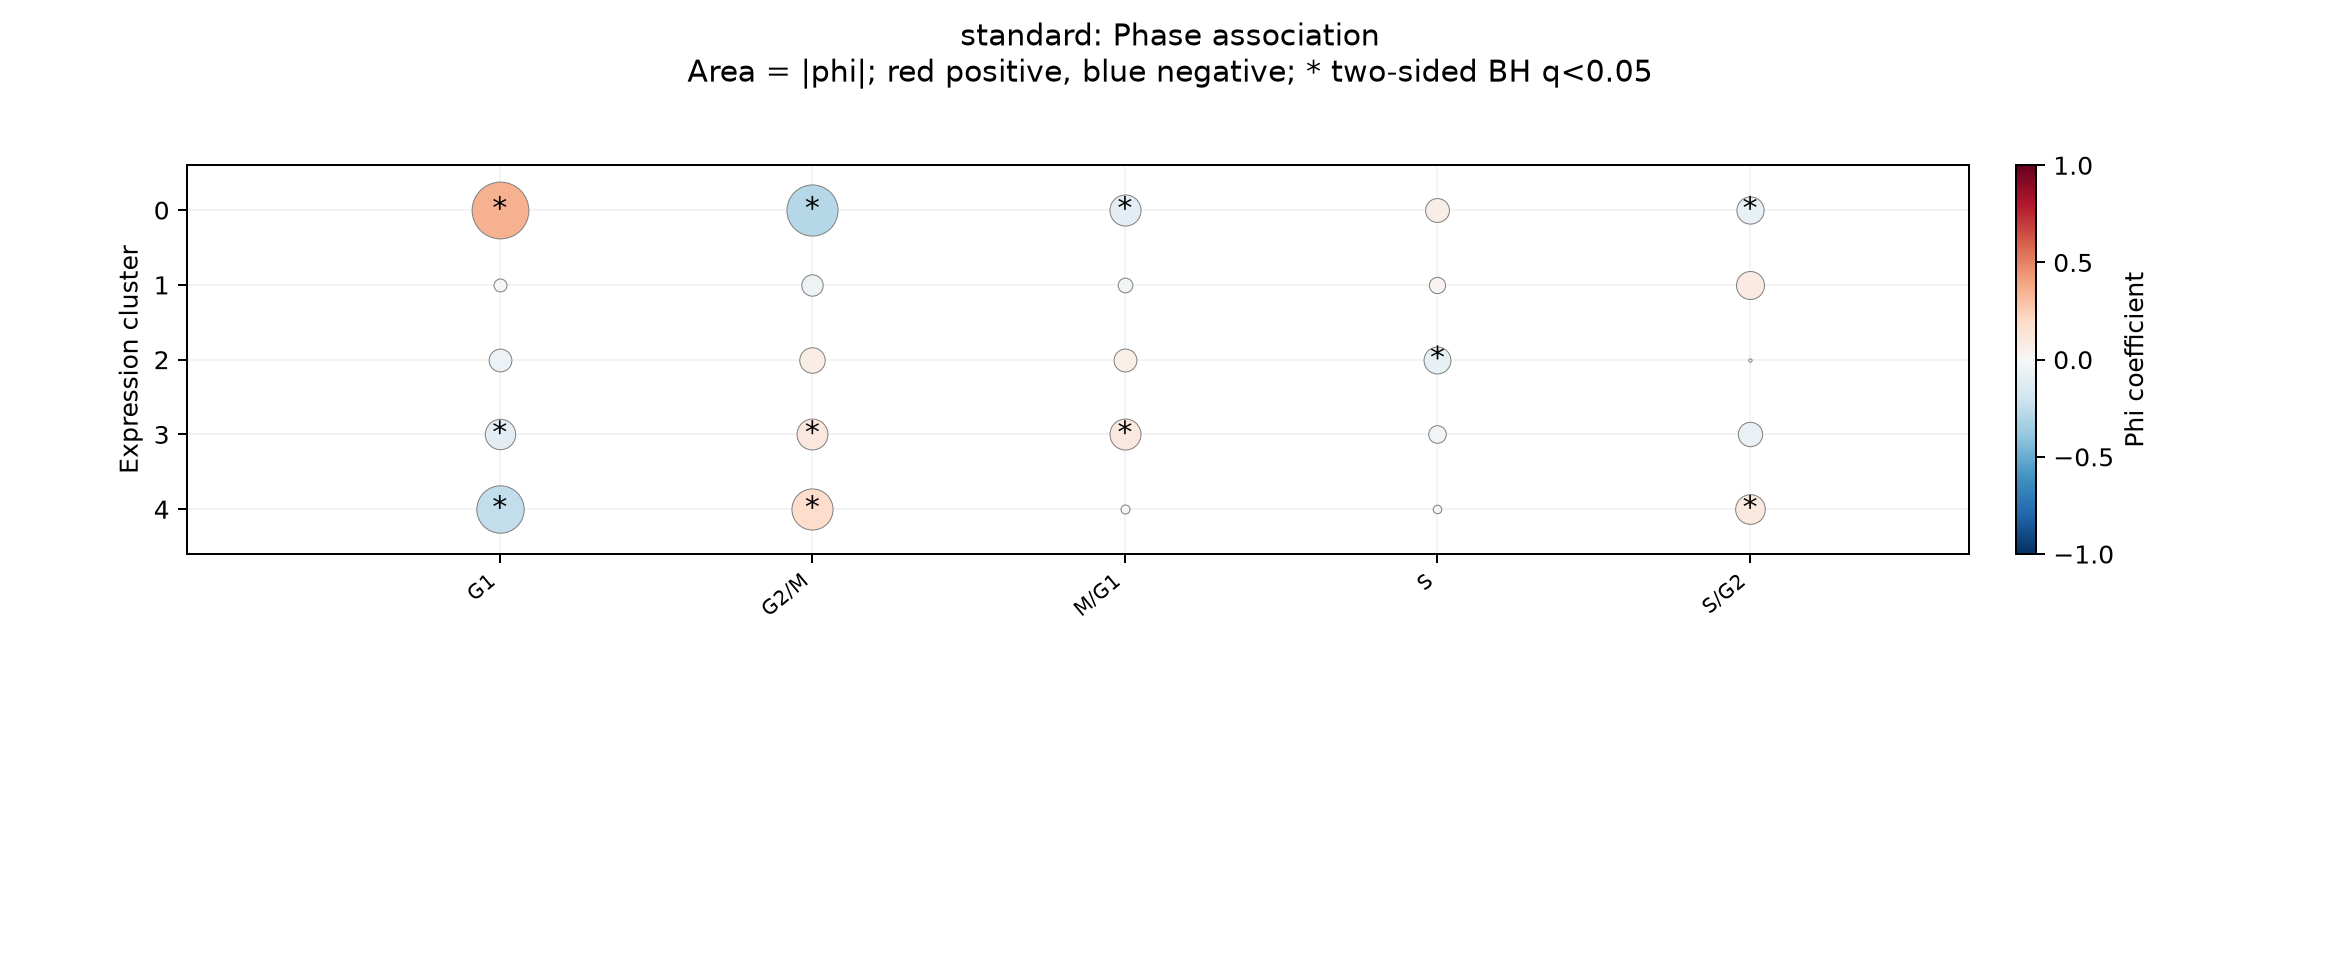 standard: Phase association
Area = |phi|; red positive, blue negative; * two-sided BH q<0.05
Expression cluster
0
* * * *
1
2
*
3
* * *
4
* * *
G1 G2/M M/G1 S S/G2
1.0
0.5
0.0
−0.5
−1.0
Phi coefficient